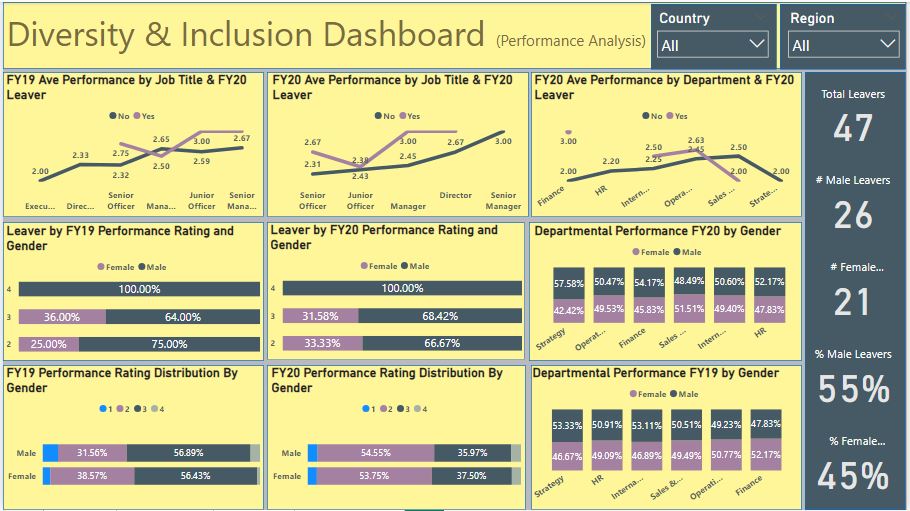 Diversity & Inclusion Dashboard (Performance Analysis)
Country
All
Region
All
FY19 Ave Performance by Job Title & FY20
Leaver
No Yes
2.00 2.33 2.75 2.32 2.65 2.50 3.00 2.59 2.67
Execu... Direc... Senior Officer Mana... Junior Officer Senior Mana...
FY20 Ave Performance by Job Title & FY20
Leaver
No Yes
2.67 2.31 2.00 2.38 2.43 3.00 2.45 2.67 3.00
Senior Officer Junior Officer Manager Director Senior Manager
FY20 Ave Performance by Department & FY20
Leaver
No Yes
3.00 2.00 2.20 2.50 2.25 2.63 2.45 2.50 2.00 2.00
Finance HR Intern... Opera... Sales ... Strate...
Total Leavers
47
# Male Leavers
26
# Female...
21
% Male Leavers
55%
% Female...
45%
Leaver by FY19 Performance Rating and
Gender
Female Male
4 100.00%
3 36.00% 64.00%
2 25.00% 75.00%
Leaver by FY20 Performance Rating and
Gender
Female Male
4 100.00%
3 31.58% 68.42%
2 33.33% 66.67%
Departmental Performance FY20 by Gender
Female Male
57.58% 50.47% 54.17% 48.49% 50.60% 52.17%
42.42% 49.53% 45.83% 51.51% 49.40% 47.83%
Strategy Operat... Finance Sales ... Intern... HR
FY19 Performance Rating Distribution By
Gender
1 2 3 4
Male 31.56% 56.89%
Female 38.57% 56.43%
FY20 Performance Rating Distribution By
Gender
1 2 3 4
Male 54.55% 35.97%
Female 53.75% 37.50%
Departmental Performance FY19 by Gender
Female Male
53.33% 50.91% 53.11% 50.51% 49.23% 47.83%
46.67% 49.09% 46.89% 49.49% 50.77% 52.17%
Strategy HR Interna... Sales &... Operati... Finance